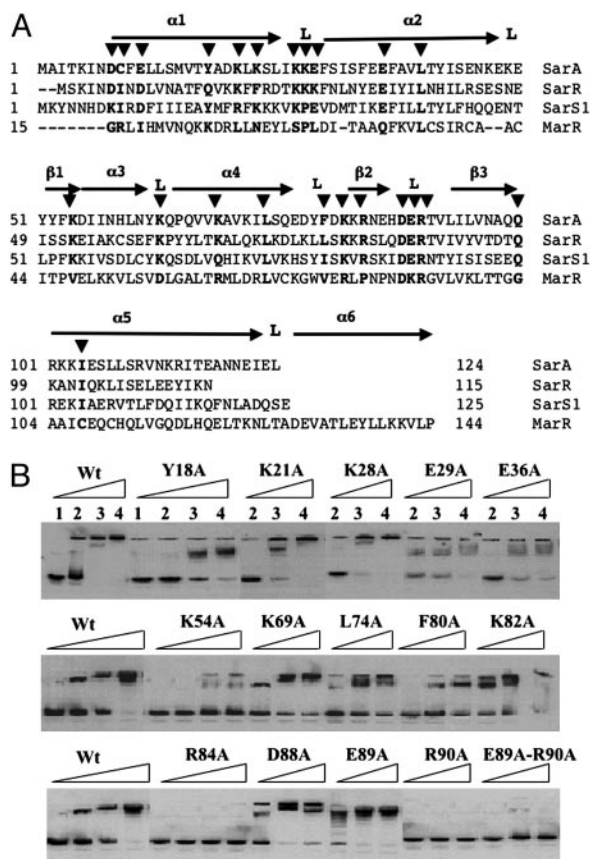 A
α1 L α2 L
1 MAITKINDCFELLSMVTYADKLKSLIKKEFSISFEEFAVLTYISENKEKE SarA
1 --MSKINDINDLVNATFQVKKFFRDTKKKFNLNYEEIYILNHILRSESNE SarR
1 MKYNNHDKIRDFIIIEAYMFRFKKKVKPEVDMTIKEFILLTYLFHQQENT SarS1
15 -------GRLIHMVNQKKDRLLNEYLSPLDI-TAAQFKVLCSIRCA--AC MarR
β1 α3 L α4 L β2 L β3
51 YYFKDIINHLNYKQPQVVKAVKILSQEDYFDKKRNEHDERTVLILVNAQQ SarA
49 ISSKEIAKCSEFKPYYLTKALQKLKDLKLLSKKRSLQDERTVIVYVTDTQ SarR
51 LPFKKIVSDLCYKQSDLVQHIKVLVKHSYISKVRSKIDERNTYISISEEQ SarS1
44 ITPVELKKVLSVDLGALTRMLDRLVCKGWVERLPNPNDKRGVLVKLTTGG MarR
α5 L α6
101 RKKIESLLSRVNKRITEANNEIEL 124 SarA
99 KANIQKLISELEEYIKN 115 SarR
101 REKIAERVTLFDQIIKQFNLADQSE 125 SarS1
104 AAICEQCHQLVGQDLHQELTKNLTADEVATLEYLLKKVLP 144 MarR
B
Wt Y18A K21A K28A E29A E36A
1 2 3 4 1 2 3 4 2 3 4 2 3 4 2 3 4 2 3 4
Wt K54A K69A L74A F80A K82A
Wt R84A D88A E89A R90A E89A-R90A